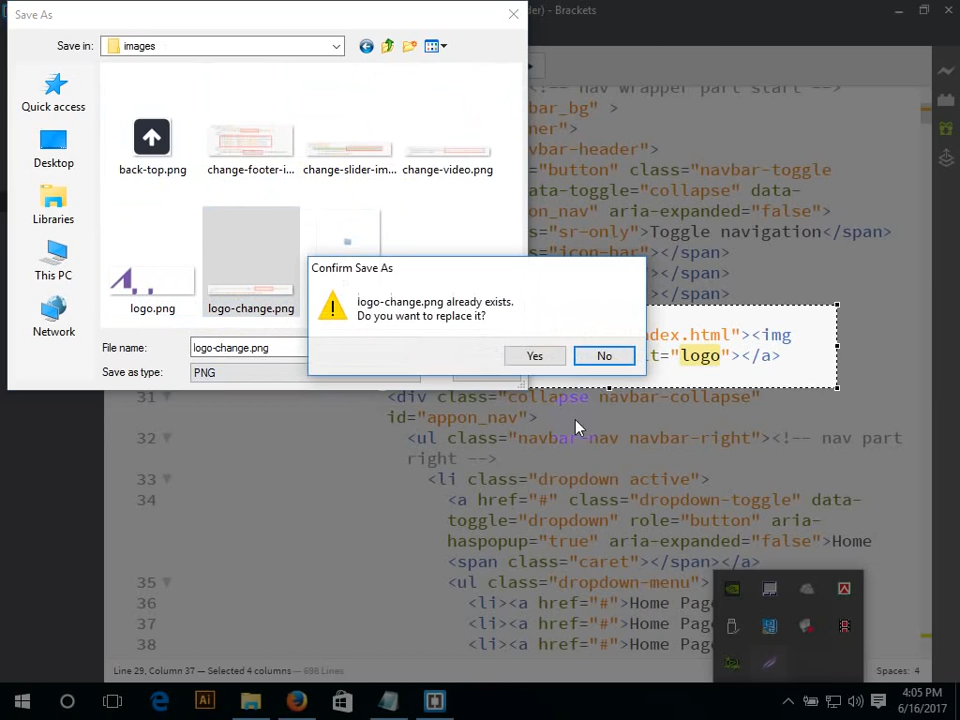 Save As
der) - Brackets
Save in:
images
Quick access
Desktop
Libraries
This PC
Network
back-top.png
change-footer-i...
change-slider-im...
change-video.png
logo.png
logo-change.png
File name:
logo-change.png
Save as type:
PNG
Confirm Save As
logo-change.png already exists.
Do you want to replace it?
Yes
No
<!-- nav wrapper part start -->
bar_bg" >
ner">
-header">
"button" class="navbar-toggle
ata-toggle="collapse" data-
on_nav" aria-expanded="false">
s="sr-only">Toggle navigation</span>
s="icon-bar"></span>
></span>
></span>
ndex.html"><img
t="logo"></a>
31 <div class="collapse navbar-collapse"
id="appon_nav">
32 <ul class="navbar-nav navbar-right"><!-- nav part
right -->
33 <li class="dropdown active">
34 <a href="#" class="dropdown-toggle" data-
toggle="dropdown" role="button" aria-
haspopup="true" aria-expanded="false">Home
<span class="caret"></span></a>
35 <ul class="dropdown-menu">
36 <li><a href="#">Home Pag
37 <li><a href="#">Home Pag
38 <li><a href="#">Home Pag
Line 29, Column 37 — Selected 4 columns — 698 Lines
Spaces: 4
Ai
4:05 PM
6/16/2017